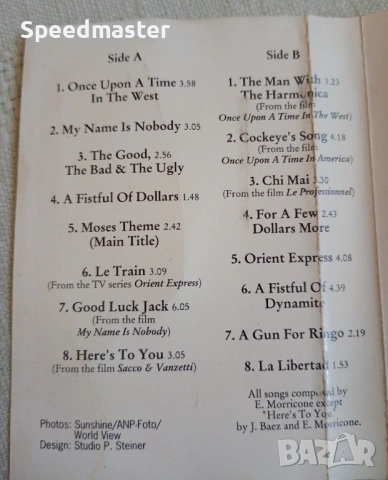 Speedmaster
Side A
1. Once Upon A Time 3.58
In The West
2. My Name Is Nobody 3.05
3. The Good, 2.56
The Bad & The Ugly
4. A Fistful Of Dollars 1.48
5. Moses Theme 2.42
(Main Title)
6. Le Train 3.09
(From the TV series Orient Express)
7. Good Luck Jack 6.05
(From the film
My Name Is Nobody)
8. Here's To You 3.05
(From the film Sacco & Vanzetti)
Photos: Sunshine/ANP-Foto/
World View
Design: Studio P. Steiner
Side B
1. The Man With 3.23
The Harmonica
(From the film
Once Upon A Time In The West)
2. Cockeye's Song 4.18
(From the film
Once Upon A Time In America)
3. Chi Mai 3.30
(From the film Le Professionnel)
4. For A Few 2.43
Dollars More
5. Orient Express 4.08
6. A Fistful Of 4.39
Dynamite
7. A Gun For Ringo 2.19
8. La Libertad 1.53
All songs composed by
E. Morricone except
"Here's To You"
by J. Baez and E. Morricone.
bazar
БАЗАР